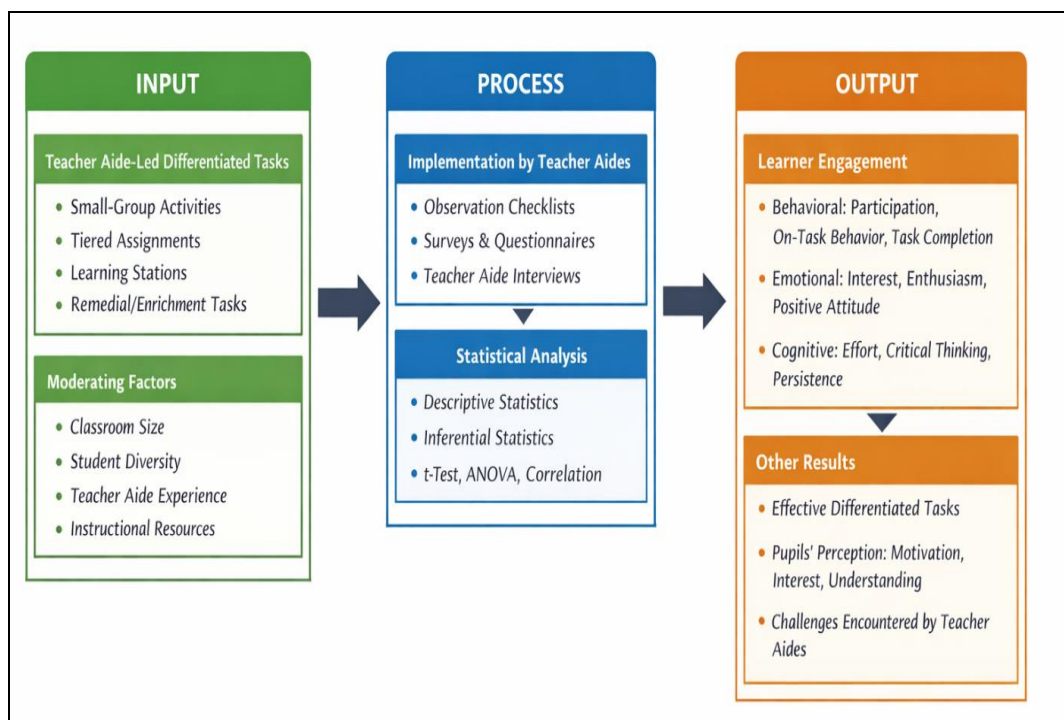 INPUT
Teacher Aide-Led Differentiated Tasks
• Small-Group Activities
• Tiered Assignments
• Learning Stations
• Remedial/Enrichment Tasks
Moderating Factors
• Classroom Size
• Student Diversity
• Teacher Aide Experience
• Instructional Resources
PROCESS
Implementation by Teacher Aides
• Observation Checklists
• Surveys & Questionnaires
• Teacher Aide Interviews
Statistical Analysis
• Descriptive Statistics
• Inferential Statistics
• t-Test, ANOVA, Correlation
OUTPUT
Learner Engagement
• Behavioral: Participation,
On-Task Behavior, Task Completion
• Emotional: Interest, Enthusiasm,
Positive Attitude
• Cognitive: Effort, Critical Thinking,
Persistence
Other Results
• Effective Differentiated Tasks
• Pupils' Perception: Motivation,
Interest, Understanding
• Challenges Encountered by Teacher
Aides